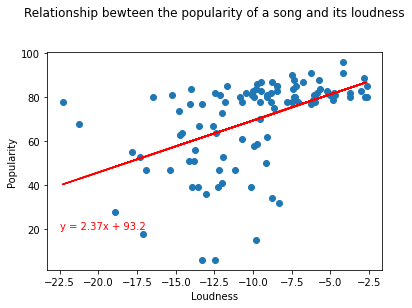 Relationship bewteen the popularity of a song and its loudness
100
80
60
40
20
Popularity
y = 2.37x + 93.2
−22.5 −20.0 −17.5 −15.0 −12.5 −10.0 −7.5 −5.0 −2.5
Loudness